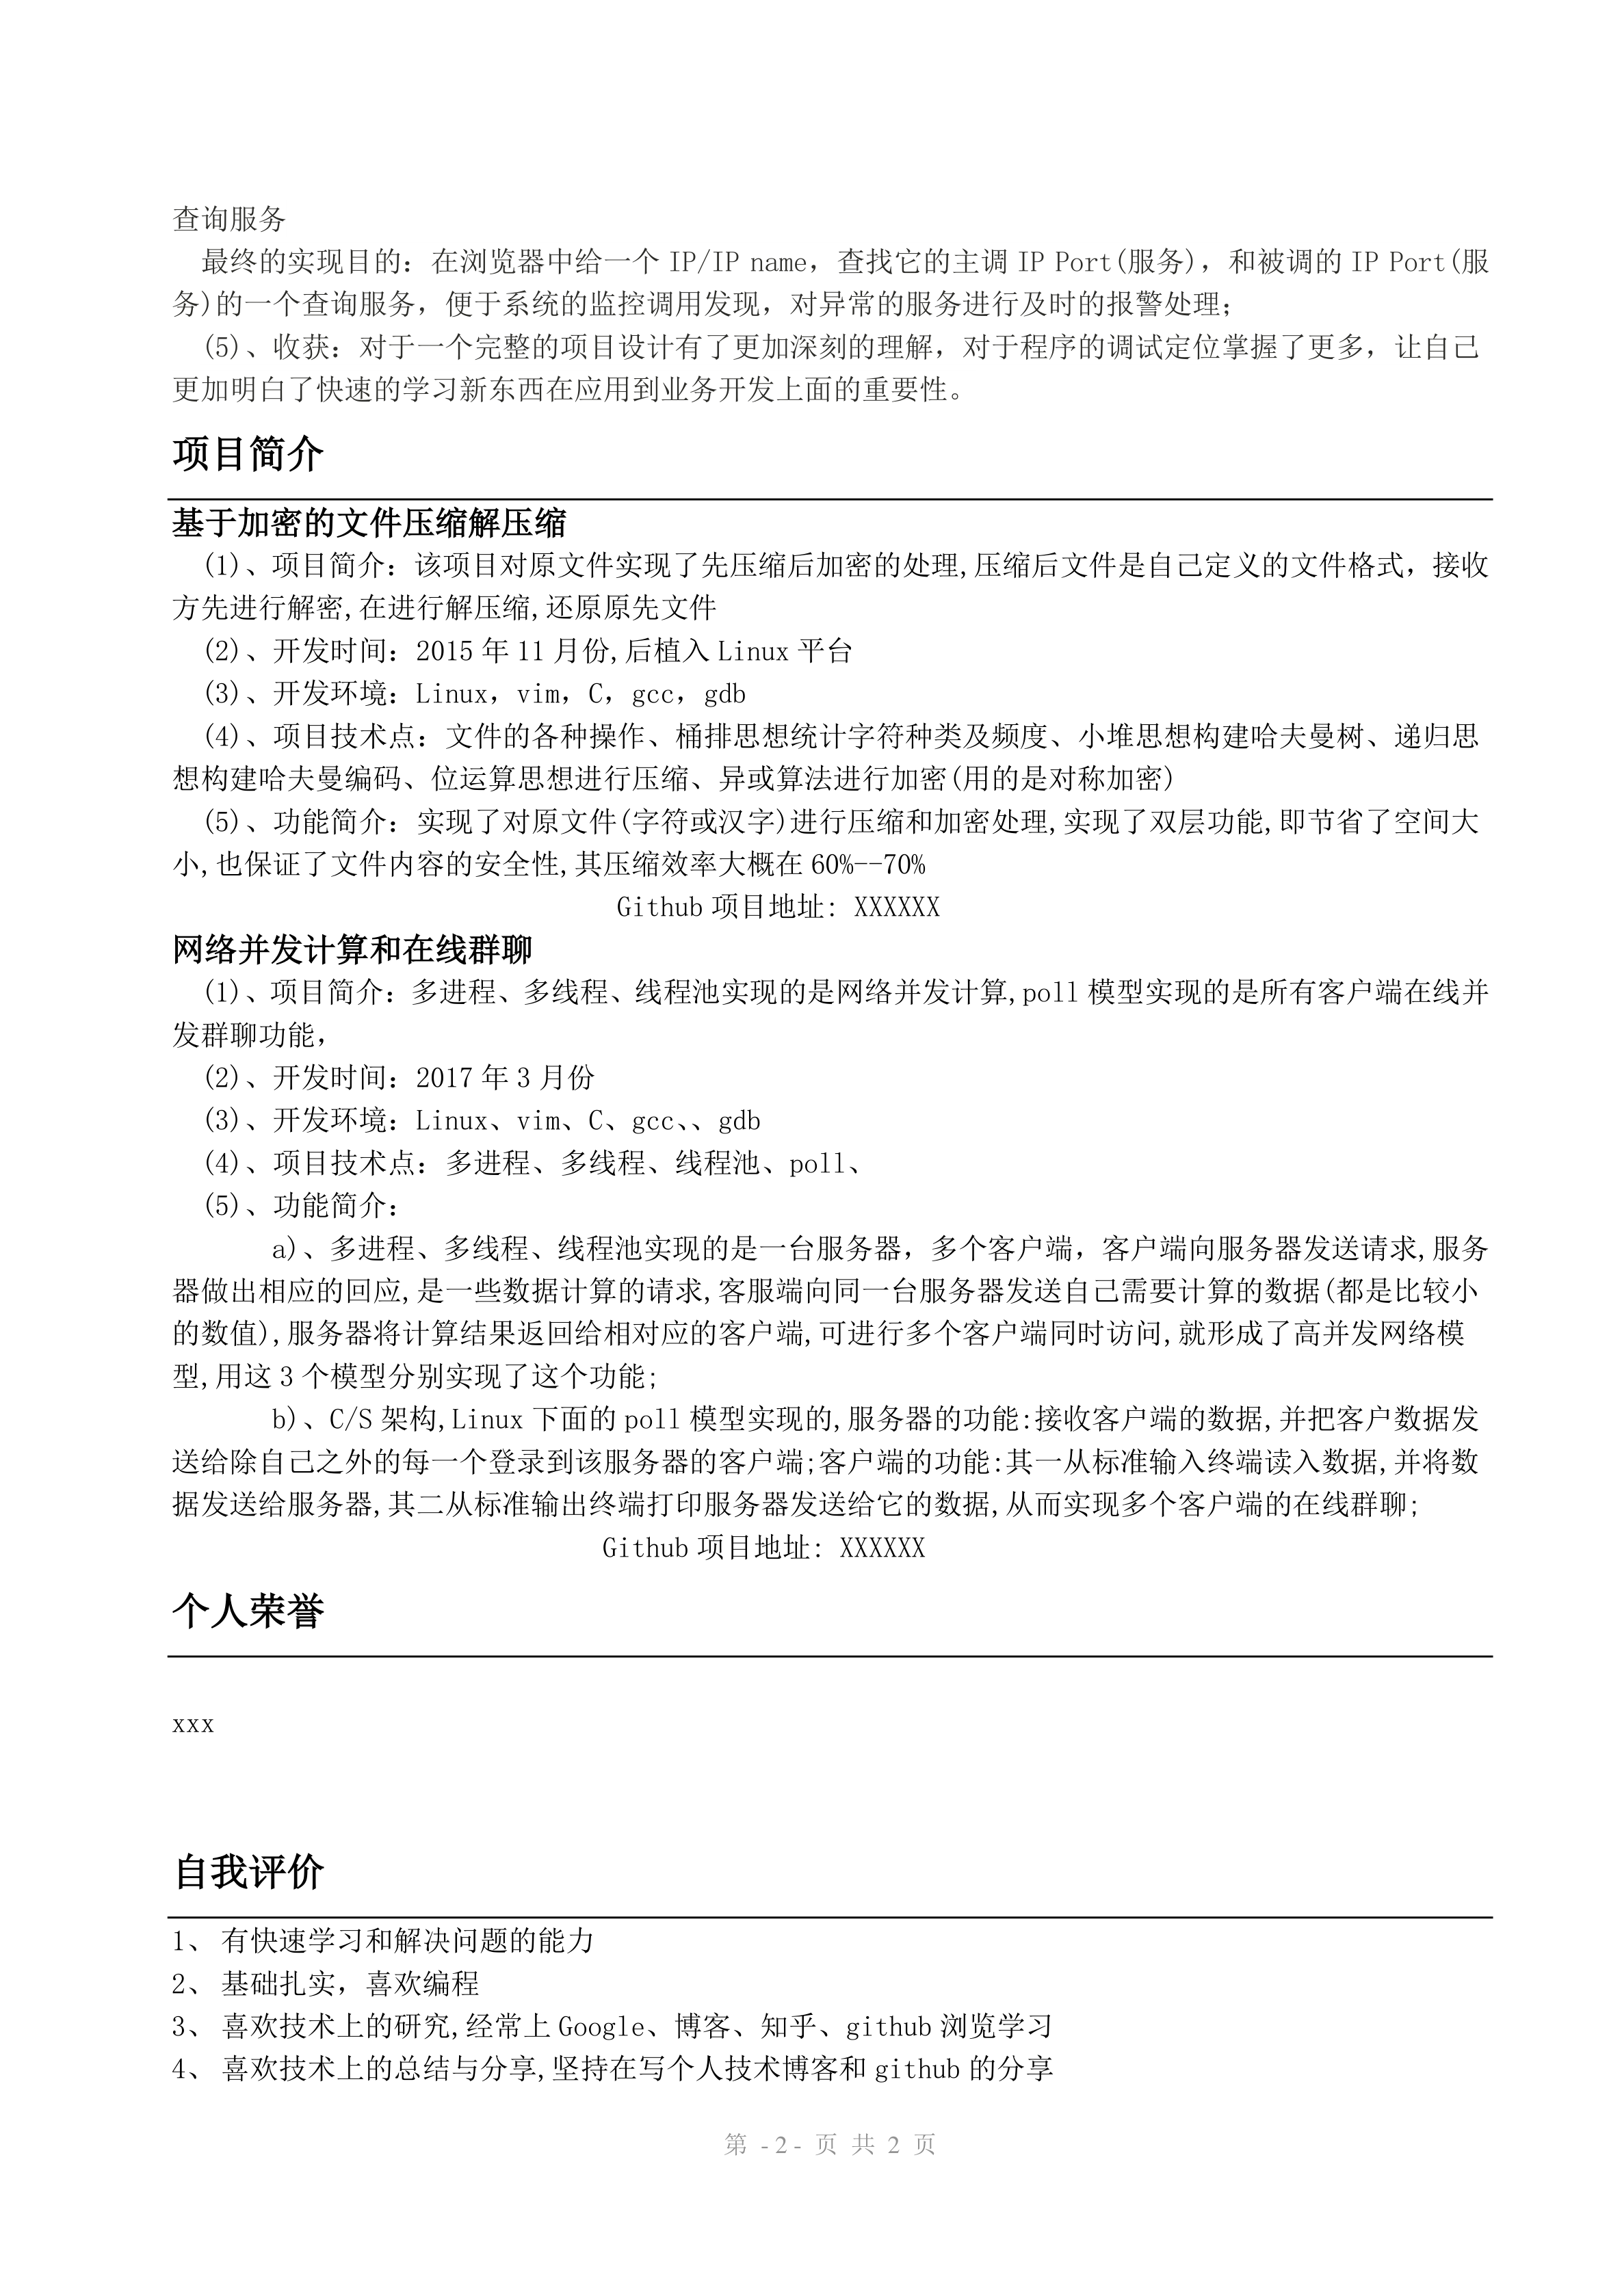 查询服务
最终的实现目的：在浏览器中给一个 IP/IP name，查找它的主调 IP Port(服务)，和被调的 IP Port(服
务)的一个查询服务，便于系统的监控调用发现，对异常的服务进行及时的报警处理；
(5)、收获：对于一个完整的项目设计有了更加深刻的理解，对于程序的调试定位掌握了更多，让自己
更加明白了快速的学习新东西在应用到业务开发上面的重要性。
项目简介
基于加密的文件压缩解压缩
(1)、项目简介：该项目对原文件实现了先压缩后加密的处理,压缩后文件是自己定义的文件格式，接收
方先进行解密,在进行解压缩,还原原先文件
(2)、开发时间：2015 年 11 月份,后植入 Linux 平台
(3)、开发环境：Linux，vim，C，gcc，gdb
(4)、项目技术点：文件的各种操作、桶排思想统计字符种类及频度、小堆思想构建哈夫曼树、递归思
想构建哈夫曼编码、位运算思想进行压缩、异或算法进行加密(用的是对称加密)
(5)、功能简介：实现了对原文件(字符或汉字)进行压缩和加密处理,实现了双层功能,即节省了空间大
小,也保证了文件内容的安全性,其压缩效率大概在 60%--70%
Github 项目地址: XXXXXX
网络并发计算和在线群聊
(1)、项目简介：多进程、多线程、线程池实现的是网络并发计算,poll 模型实现的是所有客户端在线并
发群聊功能，
(2)、开发时间：2017 年 3 月份
(3)、开发环境：Linux、vim、C、gcc、、gdb
(4)、项目技术点：多进程、多线程、线程池、poll、
(5)、功能简介：
a)、多进程、多线程、线程池实现的是一台服务器，多个客户端，客户端向服务器发送请求,服务
器做出相应的回应,是一些数据计算的请求,客服端向同一台服务器发送自己需要计算的数据(都是比较小
的数值),服务器将计算结果返回给相对应的客户端,可进行多个客户端同时访问,就形成了高并发网络模
型,用这 3 个模型分别实现了这个功能;
b)、C/S 架构,Linux 下面的 poll 模型实现的,服务器的功能:接收客户端的数据,并把客户数据发
送给除自己之外的每一个登录到该服务器的客户端;客户端的功能:其一从标准输入终端读入数据,并将数
据发送给服务器,其二从标准输出终端打印服务器发送给它的数据,从而实现多个客户端的在线群聊;
Github 项目地址: XXXXXX
个人荣誉
xxx
自我评价
1、 有快速学习和解决问题的能力
2、 基础扎实，喜欢编程
3、 喜欢技术上的研究,经常上 Google、博客、知乎、github 浏览学习
4、 喜欢技术上的总结与分享,坚持在写个人技术博客和 github 的分享
第 -2- 页 共 2 页